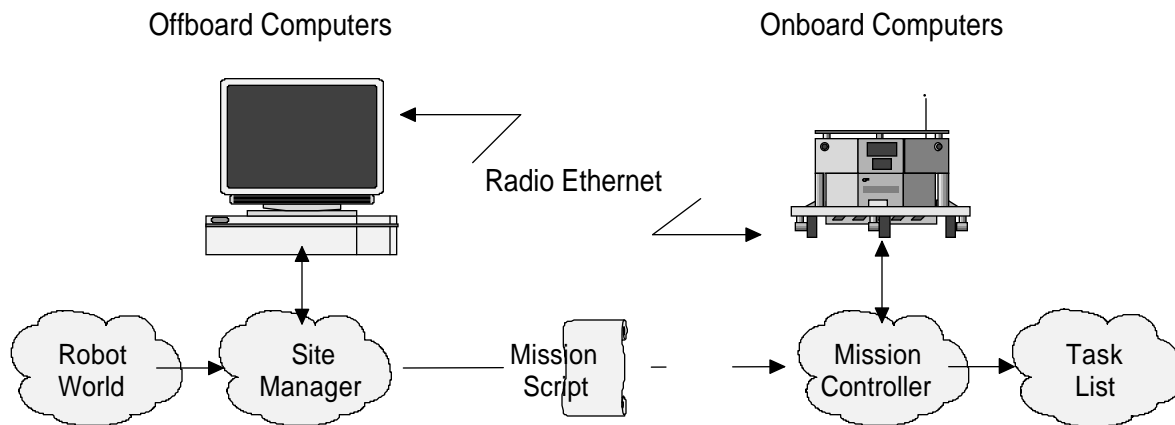 Offboard Computers
Onboard Computers
Radio Ethernet
Robot
World
Site
Manager
Mission
Script
Mission
Controller
Task
List